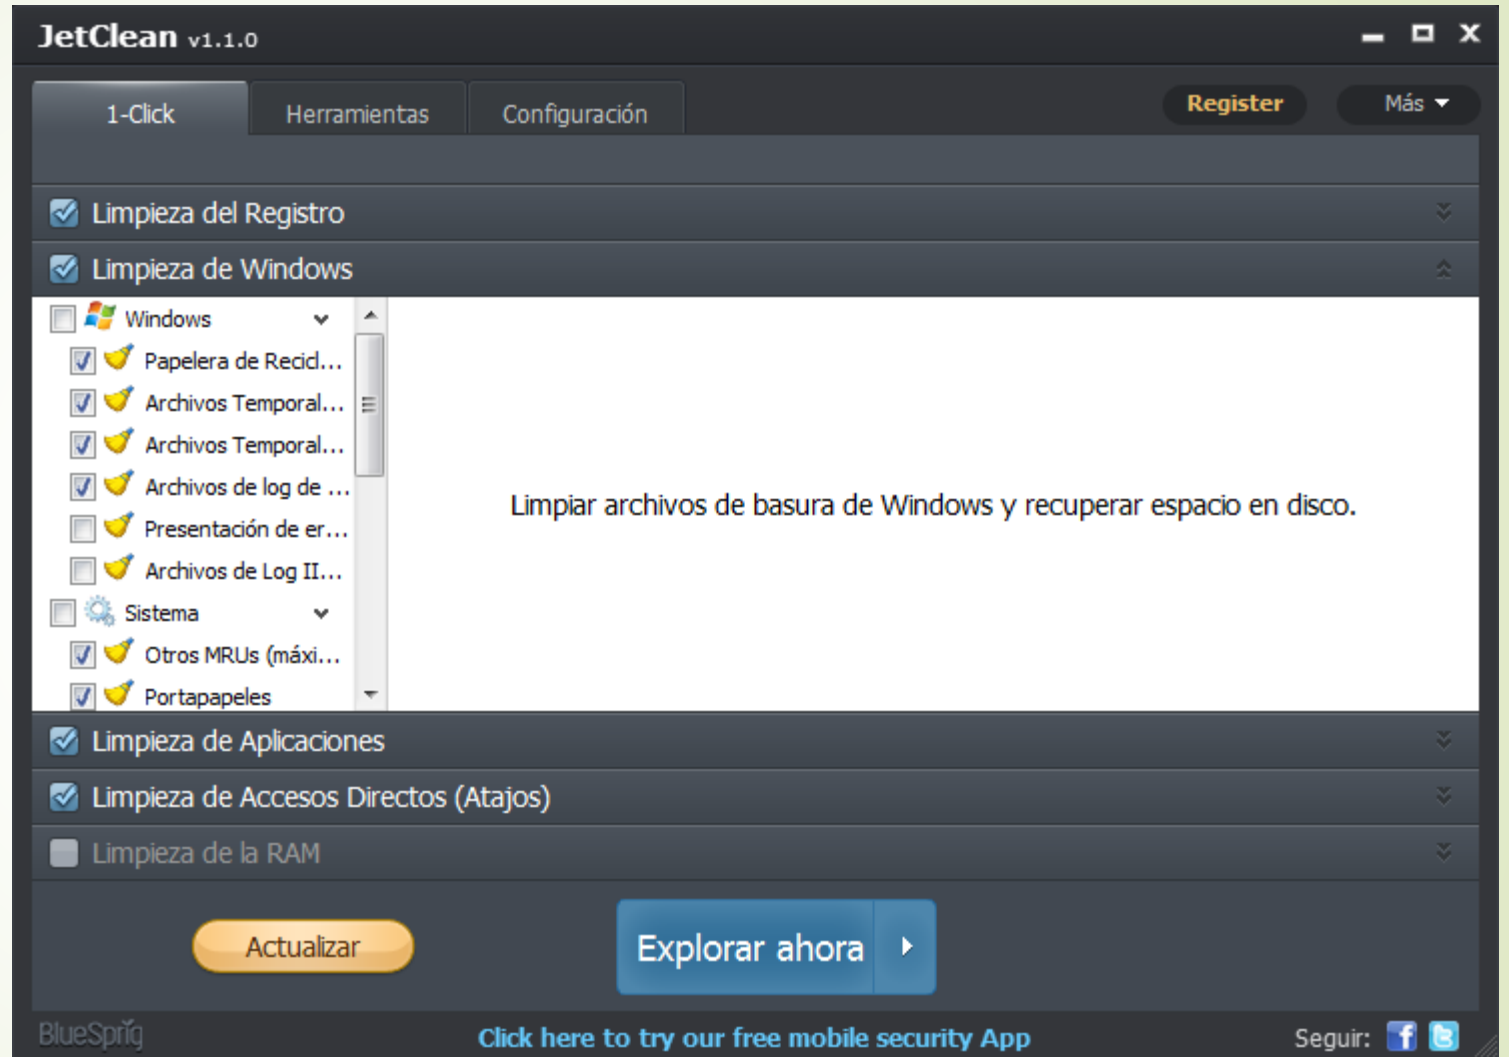 JetClean v1.1.0
1-Click Herramientas Configuración Register Más
Limpieza del Registro
Limpieza de Windows
Windows
Papelera de Recicl...
Archivos Temporal...
Archivos Temporal...
Archivos de log de ...
Presentación de er...
Archivos de Log II...
Sistema
Otros MRUs (máxi...
Portapapeles
Limpiar archivos de basura de Windows y recuperar espacio en disco.
Limpieza de Aplicaciones
Limpieza de Accesos Directos (Atajos)
Limpieza de la RAM
Actualizar Explorar ahora
BlueSprig Click here to try our free mobile security App Seguir: